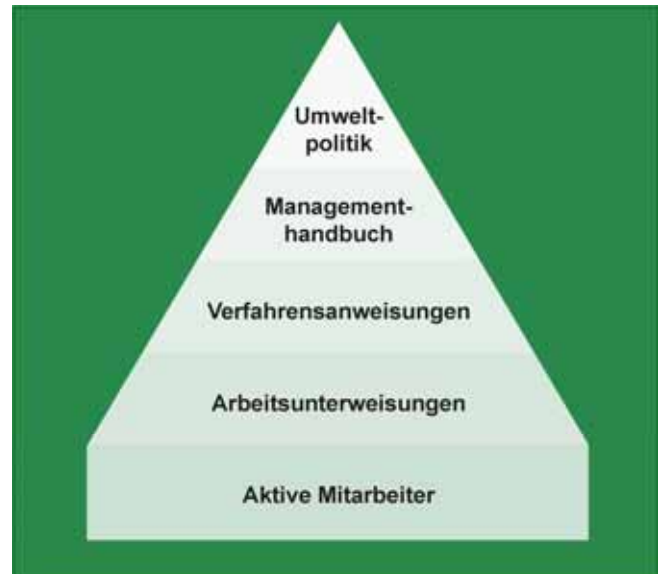 Umwelt-
politik
Management-
handbuch
Verfahrensanweisungen
Arbeitsunterweisungen
Aktive Mitarbeiter